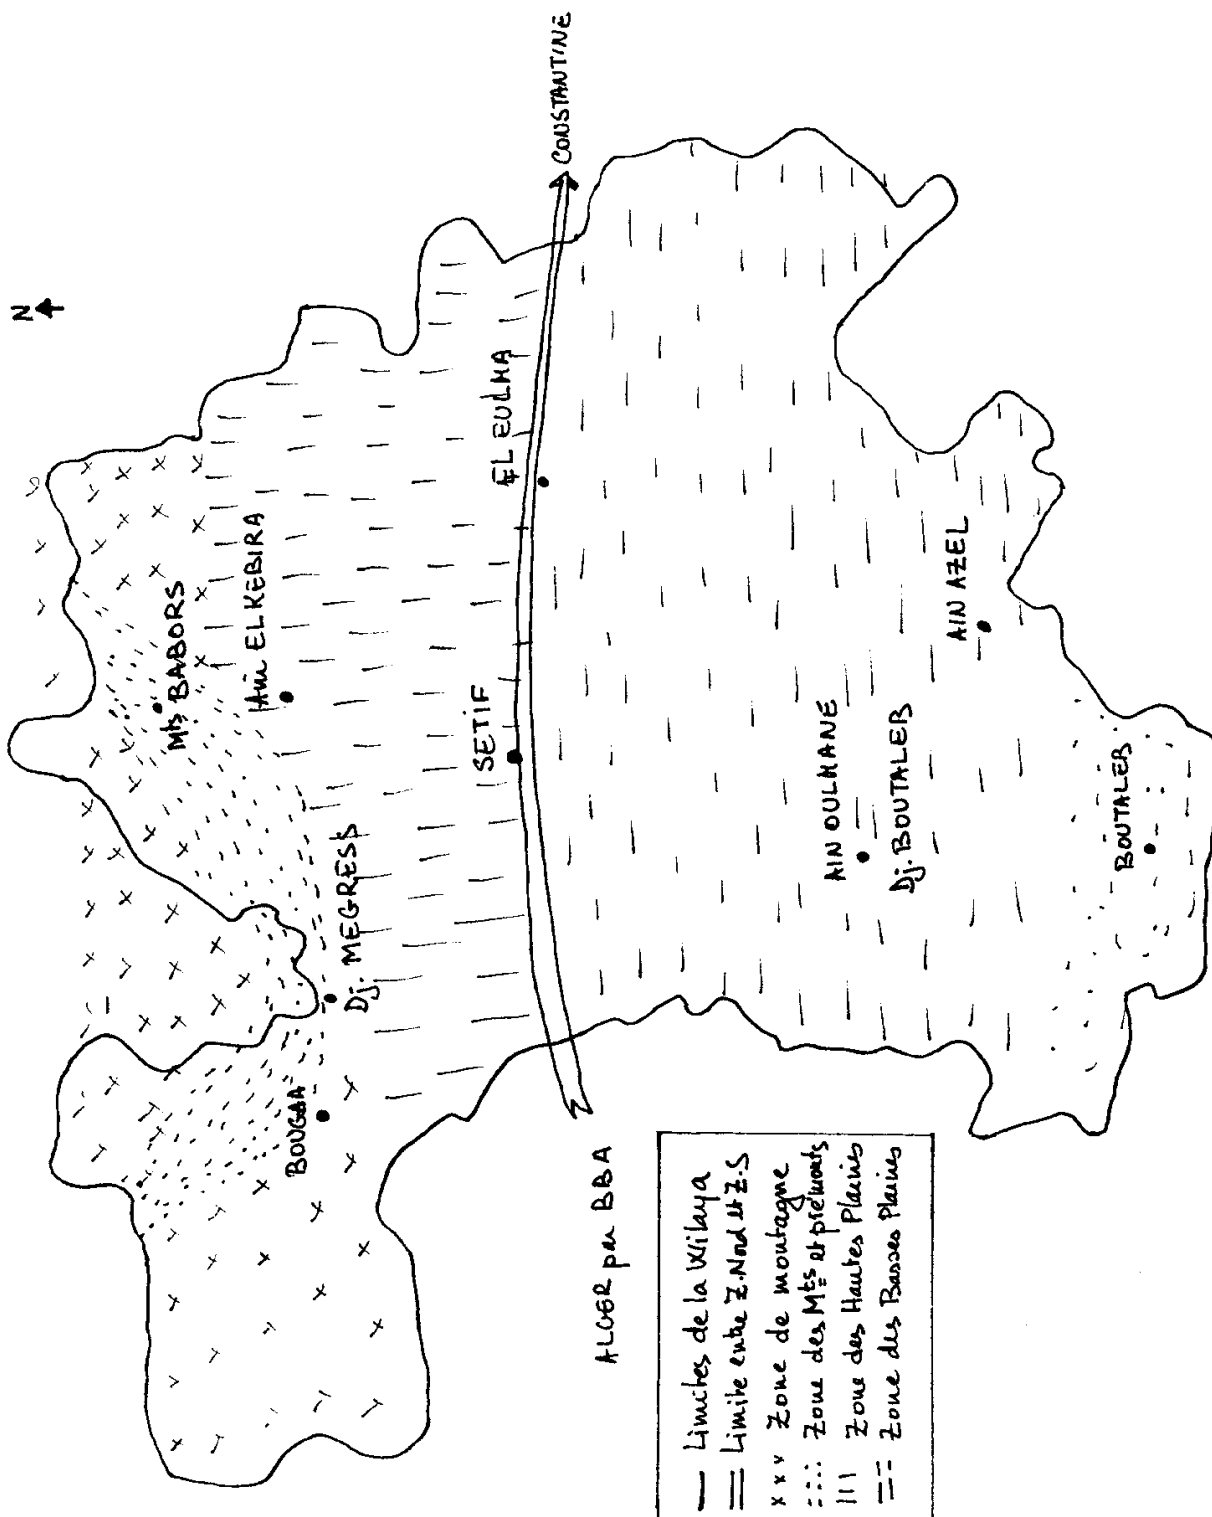 N
CONSTANTINE
EL EULMA
Mts BABORS
Ain ELKEBIRA
SETIF
Dj. MEGRESS
BOUGAA
AIN AZEL
AIN OULMANE
Dj. BOUTALEB
BOUTALEB
ALGER par BBA
Limites de la Wilaya
Limite entre Z.Nord et Z.S
x x x Zone de montagne
Zone des Mts et piémonts
Zone des Hautes Plaines
Zone des Basses Plaines